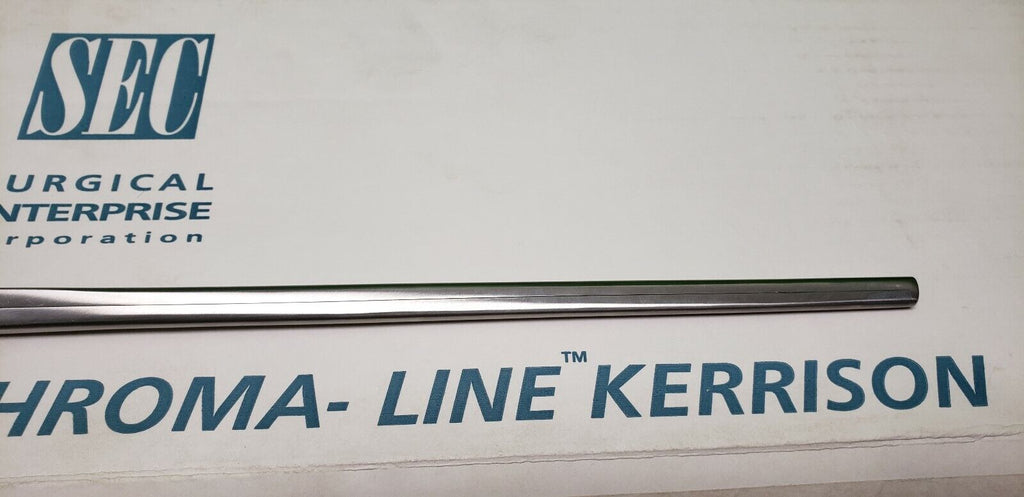 SEC
URGICAL
NTERPRISE
rporation
HROMA- LINE™ KERRISON